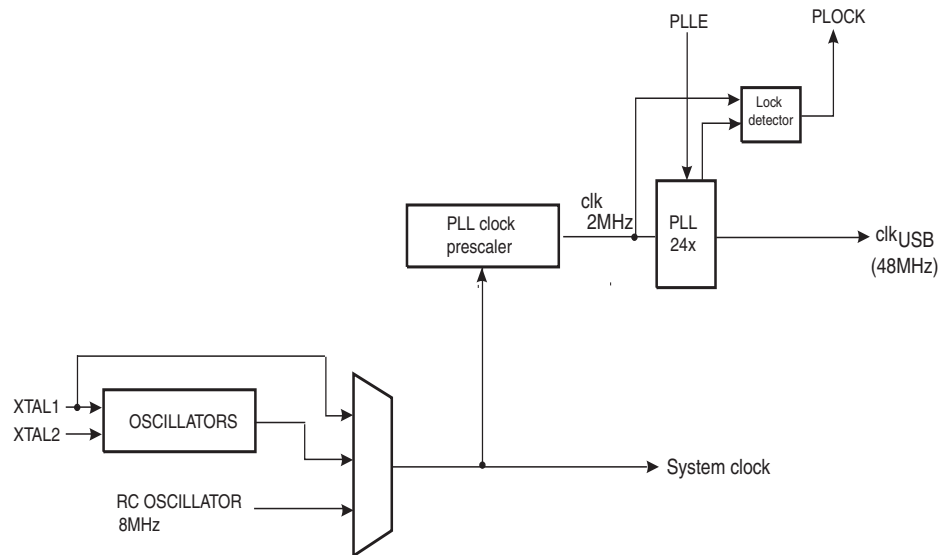 PLLE
PLOCK
Lock
detector
clk
2MHz
PLL clock
prescaler
PLL
24x
clkUSB
(48MHz)
XTAL1
XTAL2
OSCILLATORS
RC OSCILLATOR
8MHz
System clock